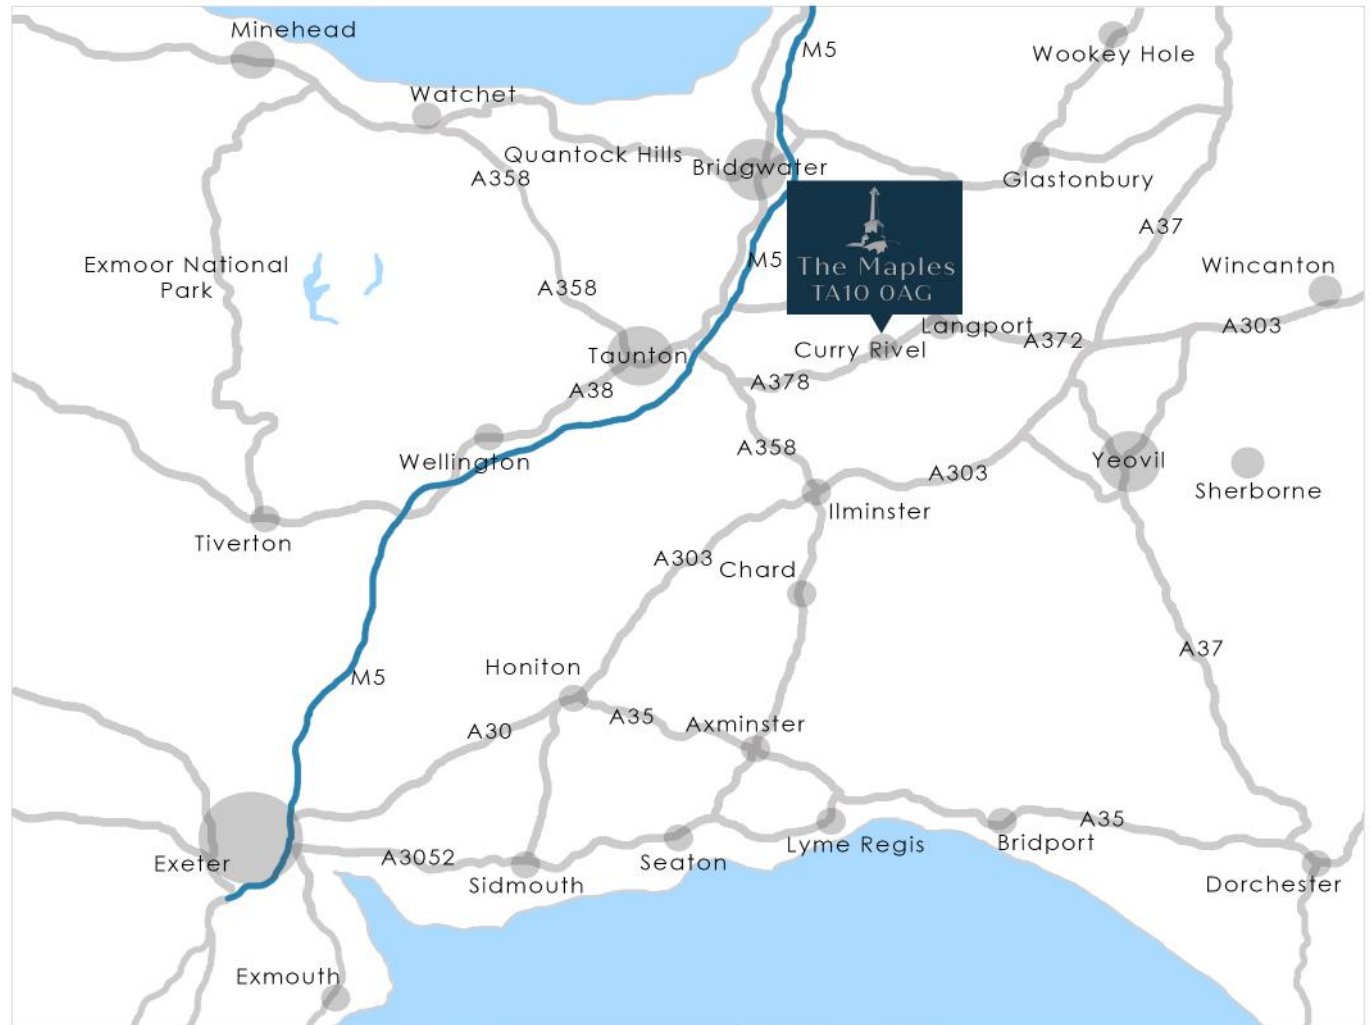 Minehead
M5
Wookey Hole
Watchet
Quantock Hills
Bridgwater
A358
Glastonbury
A37
Exmoor National
Park
M5
The Maples
TA10 0AG
Wincanton
A358
Langport
A303
Taunton
Curry Rivel
A372
A38
A378
Wellington
A358
A303
Yeovil
Sherborne
Ilminster
Tiverton
A303
Chard
A37
Honiton
M5
A30
A35
Axminster
A35
Exeter
A3052
Sidmouth
Seaton
Lyme Regis
Bridport
Dorchester
Exmouth